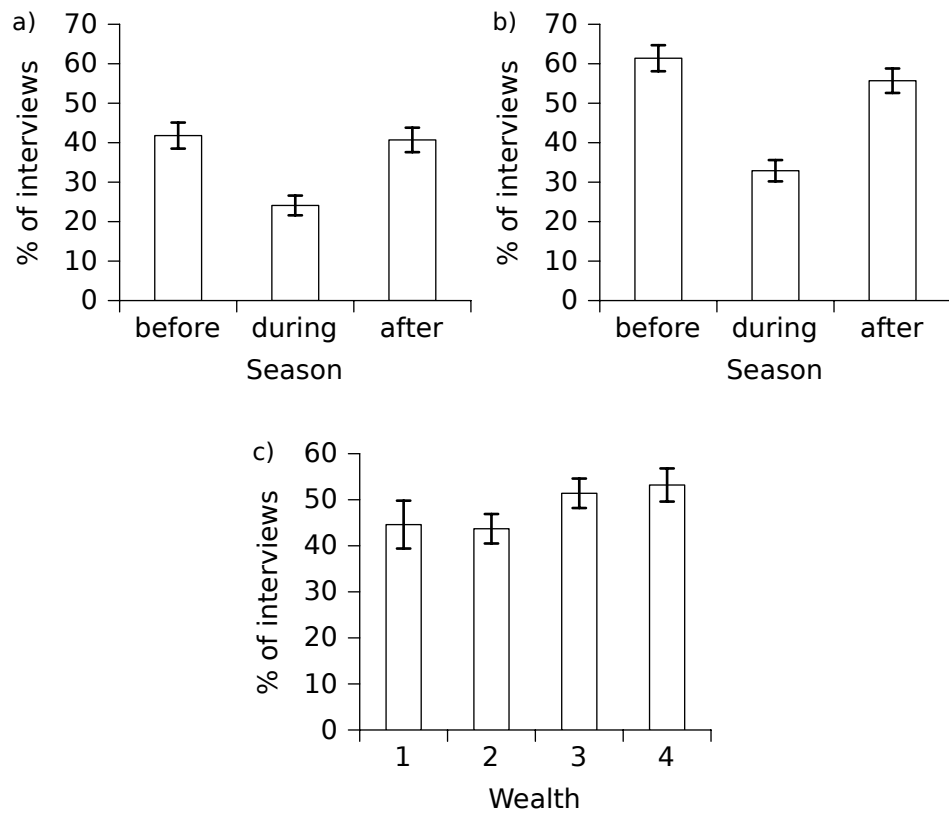 a)
% of interviews
70
60
50
40
30
20
10
0
before during after
Season
b)
% of interviews
70
60
50
40
30
20
10
0
before during after
Season
c)
% of interviews
60
50
40
30
20
10
0
1 2 3 4
Wealth